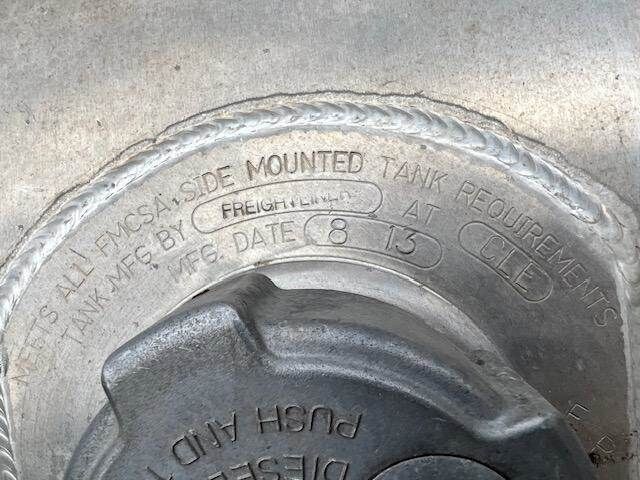 MEETS ALL FMCSA SIDE MOUNTED TANK REQUIREMENTS
TANK MFG BY FREIGHTLINER AT CLE
MFG. DATE 8 13
PUSH AND
DIESEL